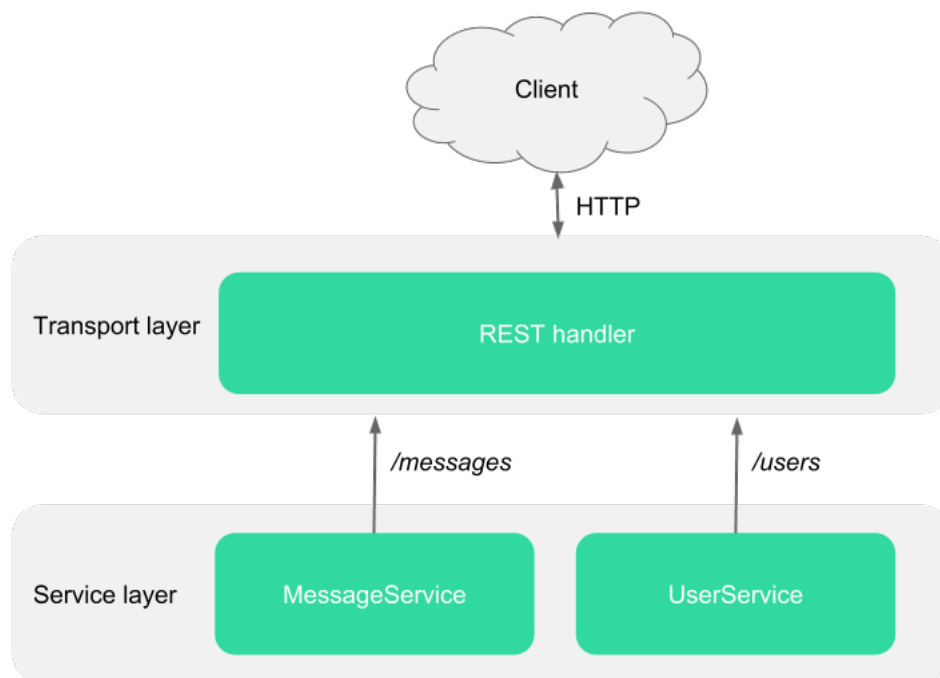 Client
HTTP
Transport layer
REST handler
/messages
/users
Service layer
MessageService
UserService